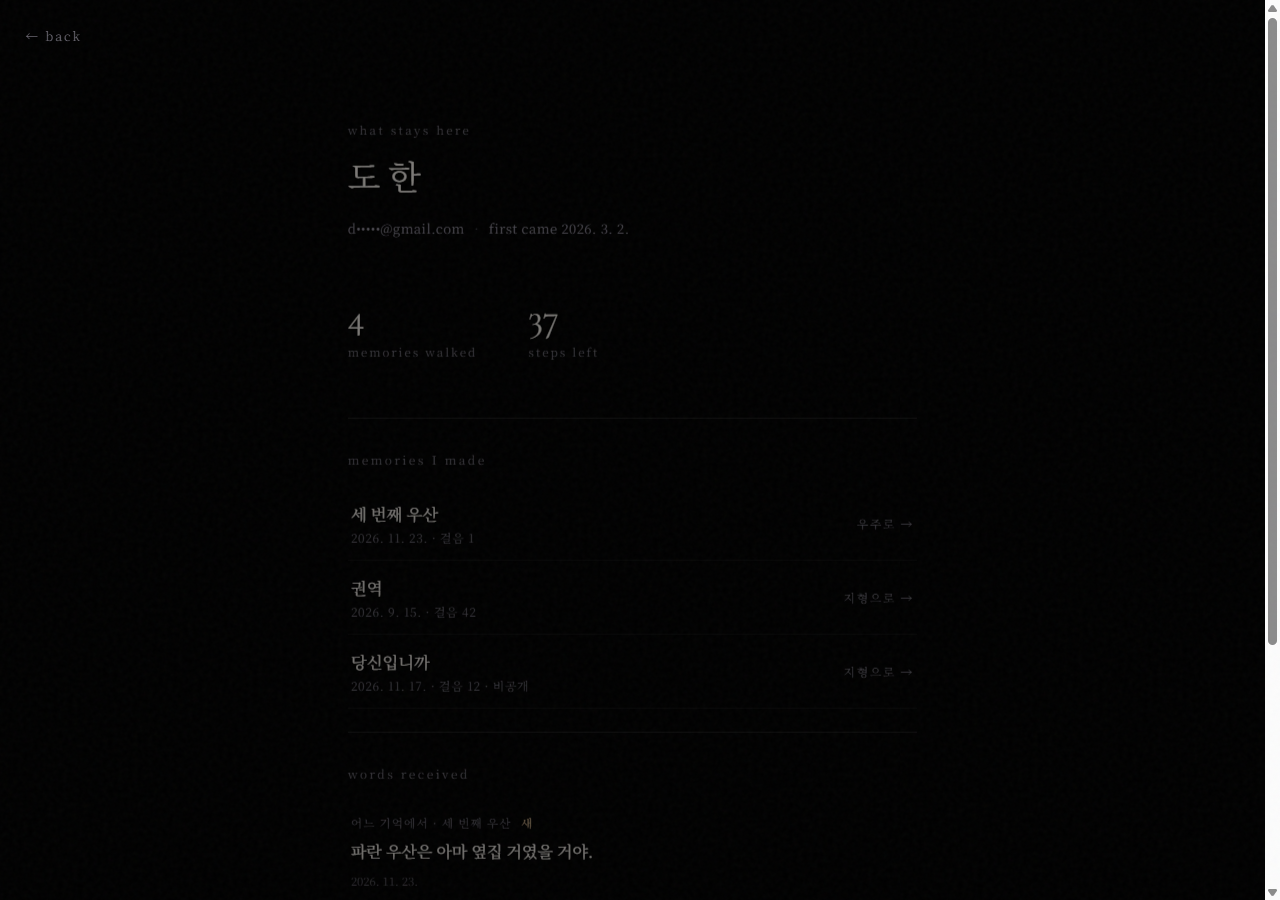 ← back
what stays here
도 한
d•••••@gmail.com · first came 2026. 3. 2.
4
memories walked
37
steps left
memories I made
세 번째 우산
2026. 11. 23. · 걸음 1
우주로 →
권역
2026. 9. 15. · 걸음 42
지형으로 →
당신입니까
2026. 11. 17. · 걸음 12 · 비공개
지형으로 →
words received
어느 기억에서 · 세 번째 우산 새
파란 우산은 아마 옆집 거였을 거야.
2026. 11. 23.